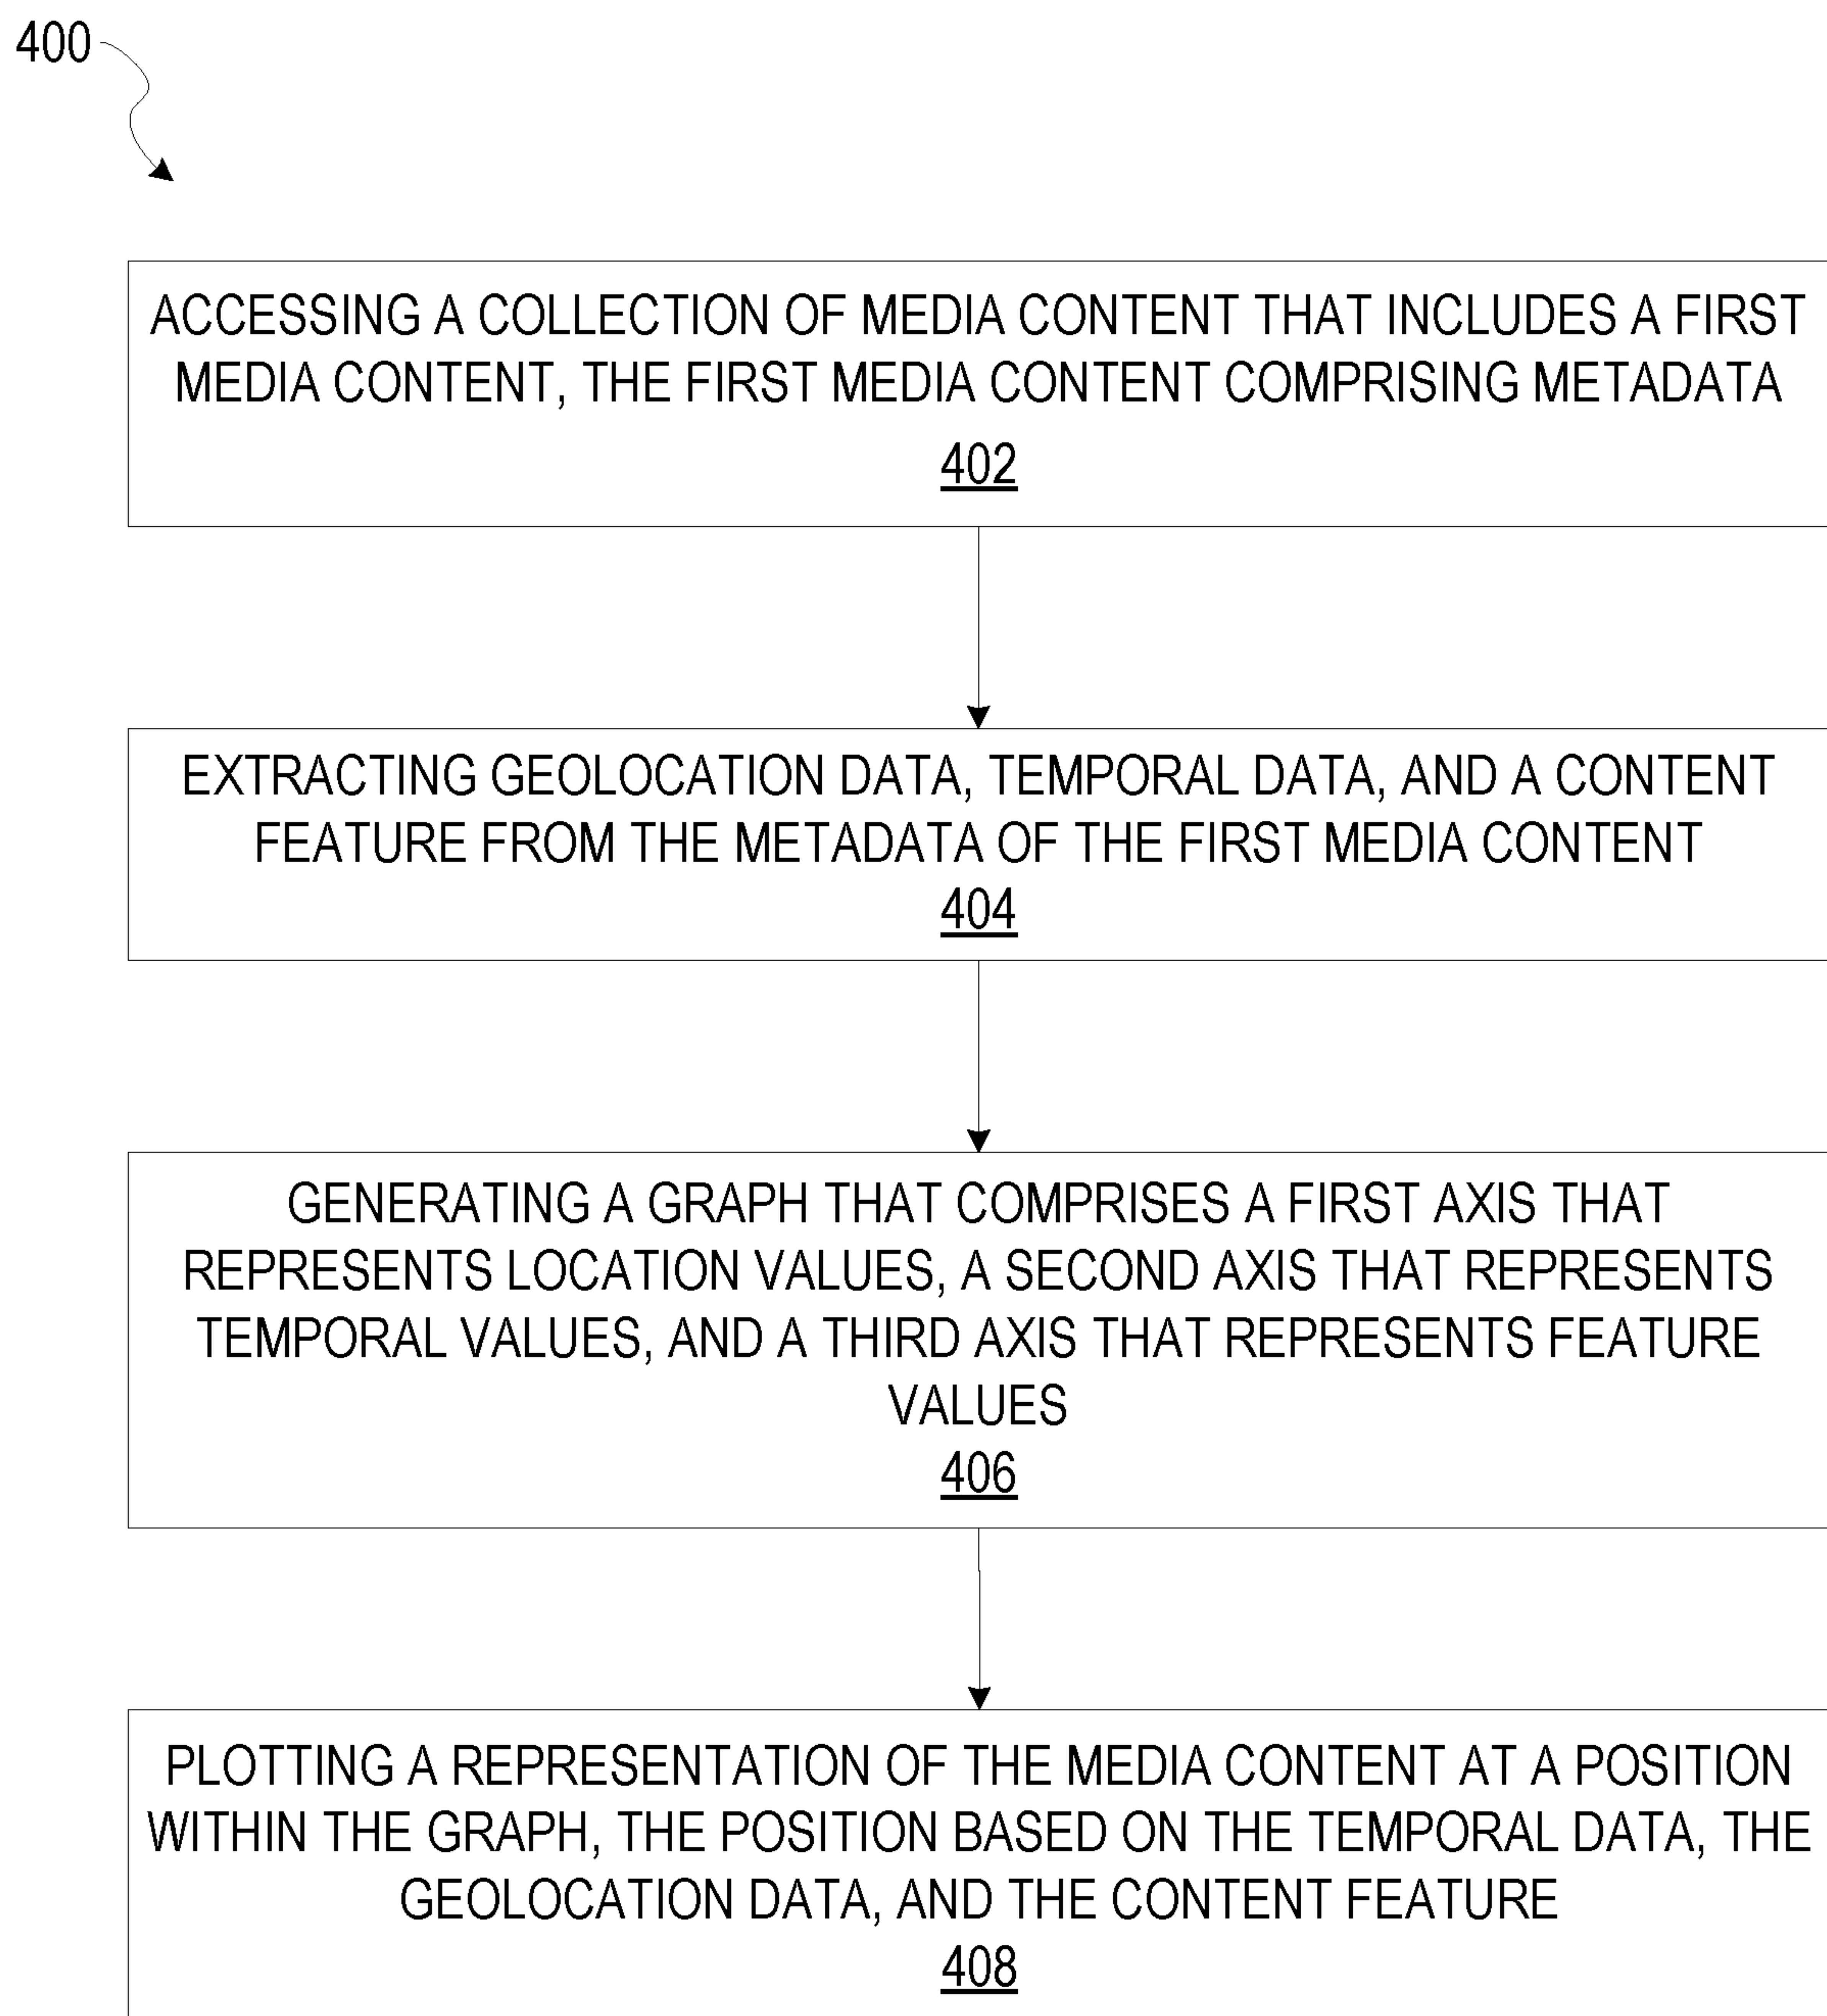 400
ACCESSING A COLLECTION OF MEDIA CONTENT THAT INCLUDES A FIRST
MEDIA CONTENT, THE FIRST MEDIA CONTENT COMPRISING METADATA
402
EXTRACTING GEOLOCATION DATA, TEMPORAL DATA, AND A CONTENT
FEATURE FROM THE METADATA OF THE FIRST MEDIA CONTENT
404
GENERATING A GRAPH THAT COMPRISES A FIRST AXIS THAT
REPRESENTS LOCATION VALUES, A SECOND AXIS THAT REPRESENTS
TEMPORAL VALUES, AND A THIRD AXIS THAT REPRESENTS FEATURE
VALUES
406
PLOTTING A REPRESENTATION OF THE MEDIA CONTENT AT A POSITION
WITHIN THE GRAPH, THE POSITION BASED ON THE TEMPORAL DATA, THE
GEOLOCATION DATA, AND THE CONTENT FEATURE
408